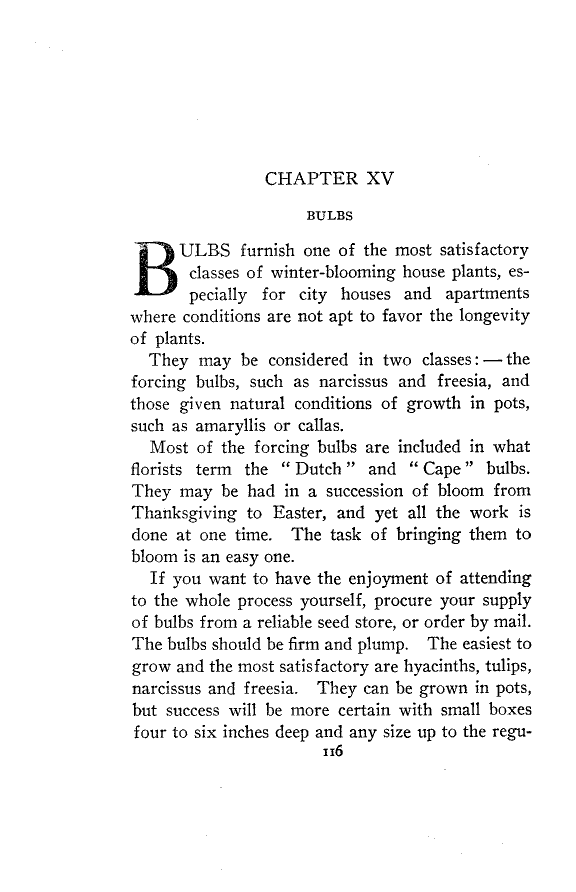 CHAPTER XV
BULBS
BULBS furnish one of the most satisfactory
classes of winter-blooming house plants, es-
pecially for city houses and apartments
where conditions are not apt to favor the longevity
of plants.
They may be considered in two classes: — the
forcing bulbs, such as narcissus and freesia, and
those given natural conditions of growth in pots,
such as amaryllis or callas.
Most of the forcing bulbs are included in what
florists term the " Dutch " and " Cape " bulbs.
They may be had in a succession of bloom from
Thanksgiving to Easter, and yet all the work is
done at one time. The task of bringing them to
bloom is an easy one.
If you want to have the enjoyment of attending
to the whole process yourself, procure your supply
of bulbs from a reliable seed store, or order by mail.
The bulbs should be firm and plump. The easiest to
grow and the most satisfactory are hyacinths, tulips,
narcissus and freesia. They can be grown in pots,
but success will be more certain with small boxes
four to six inches deep and any size up to the regu-
116